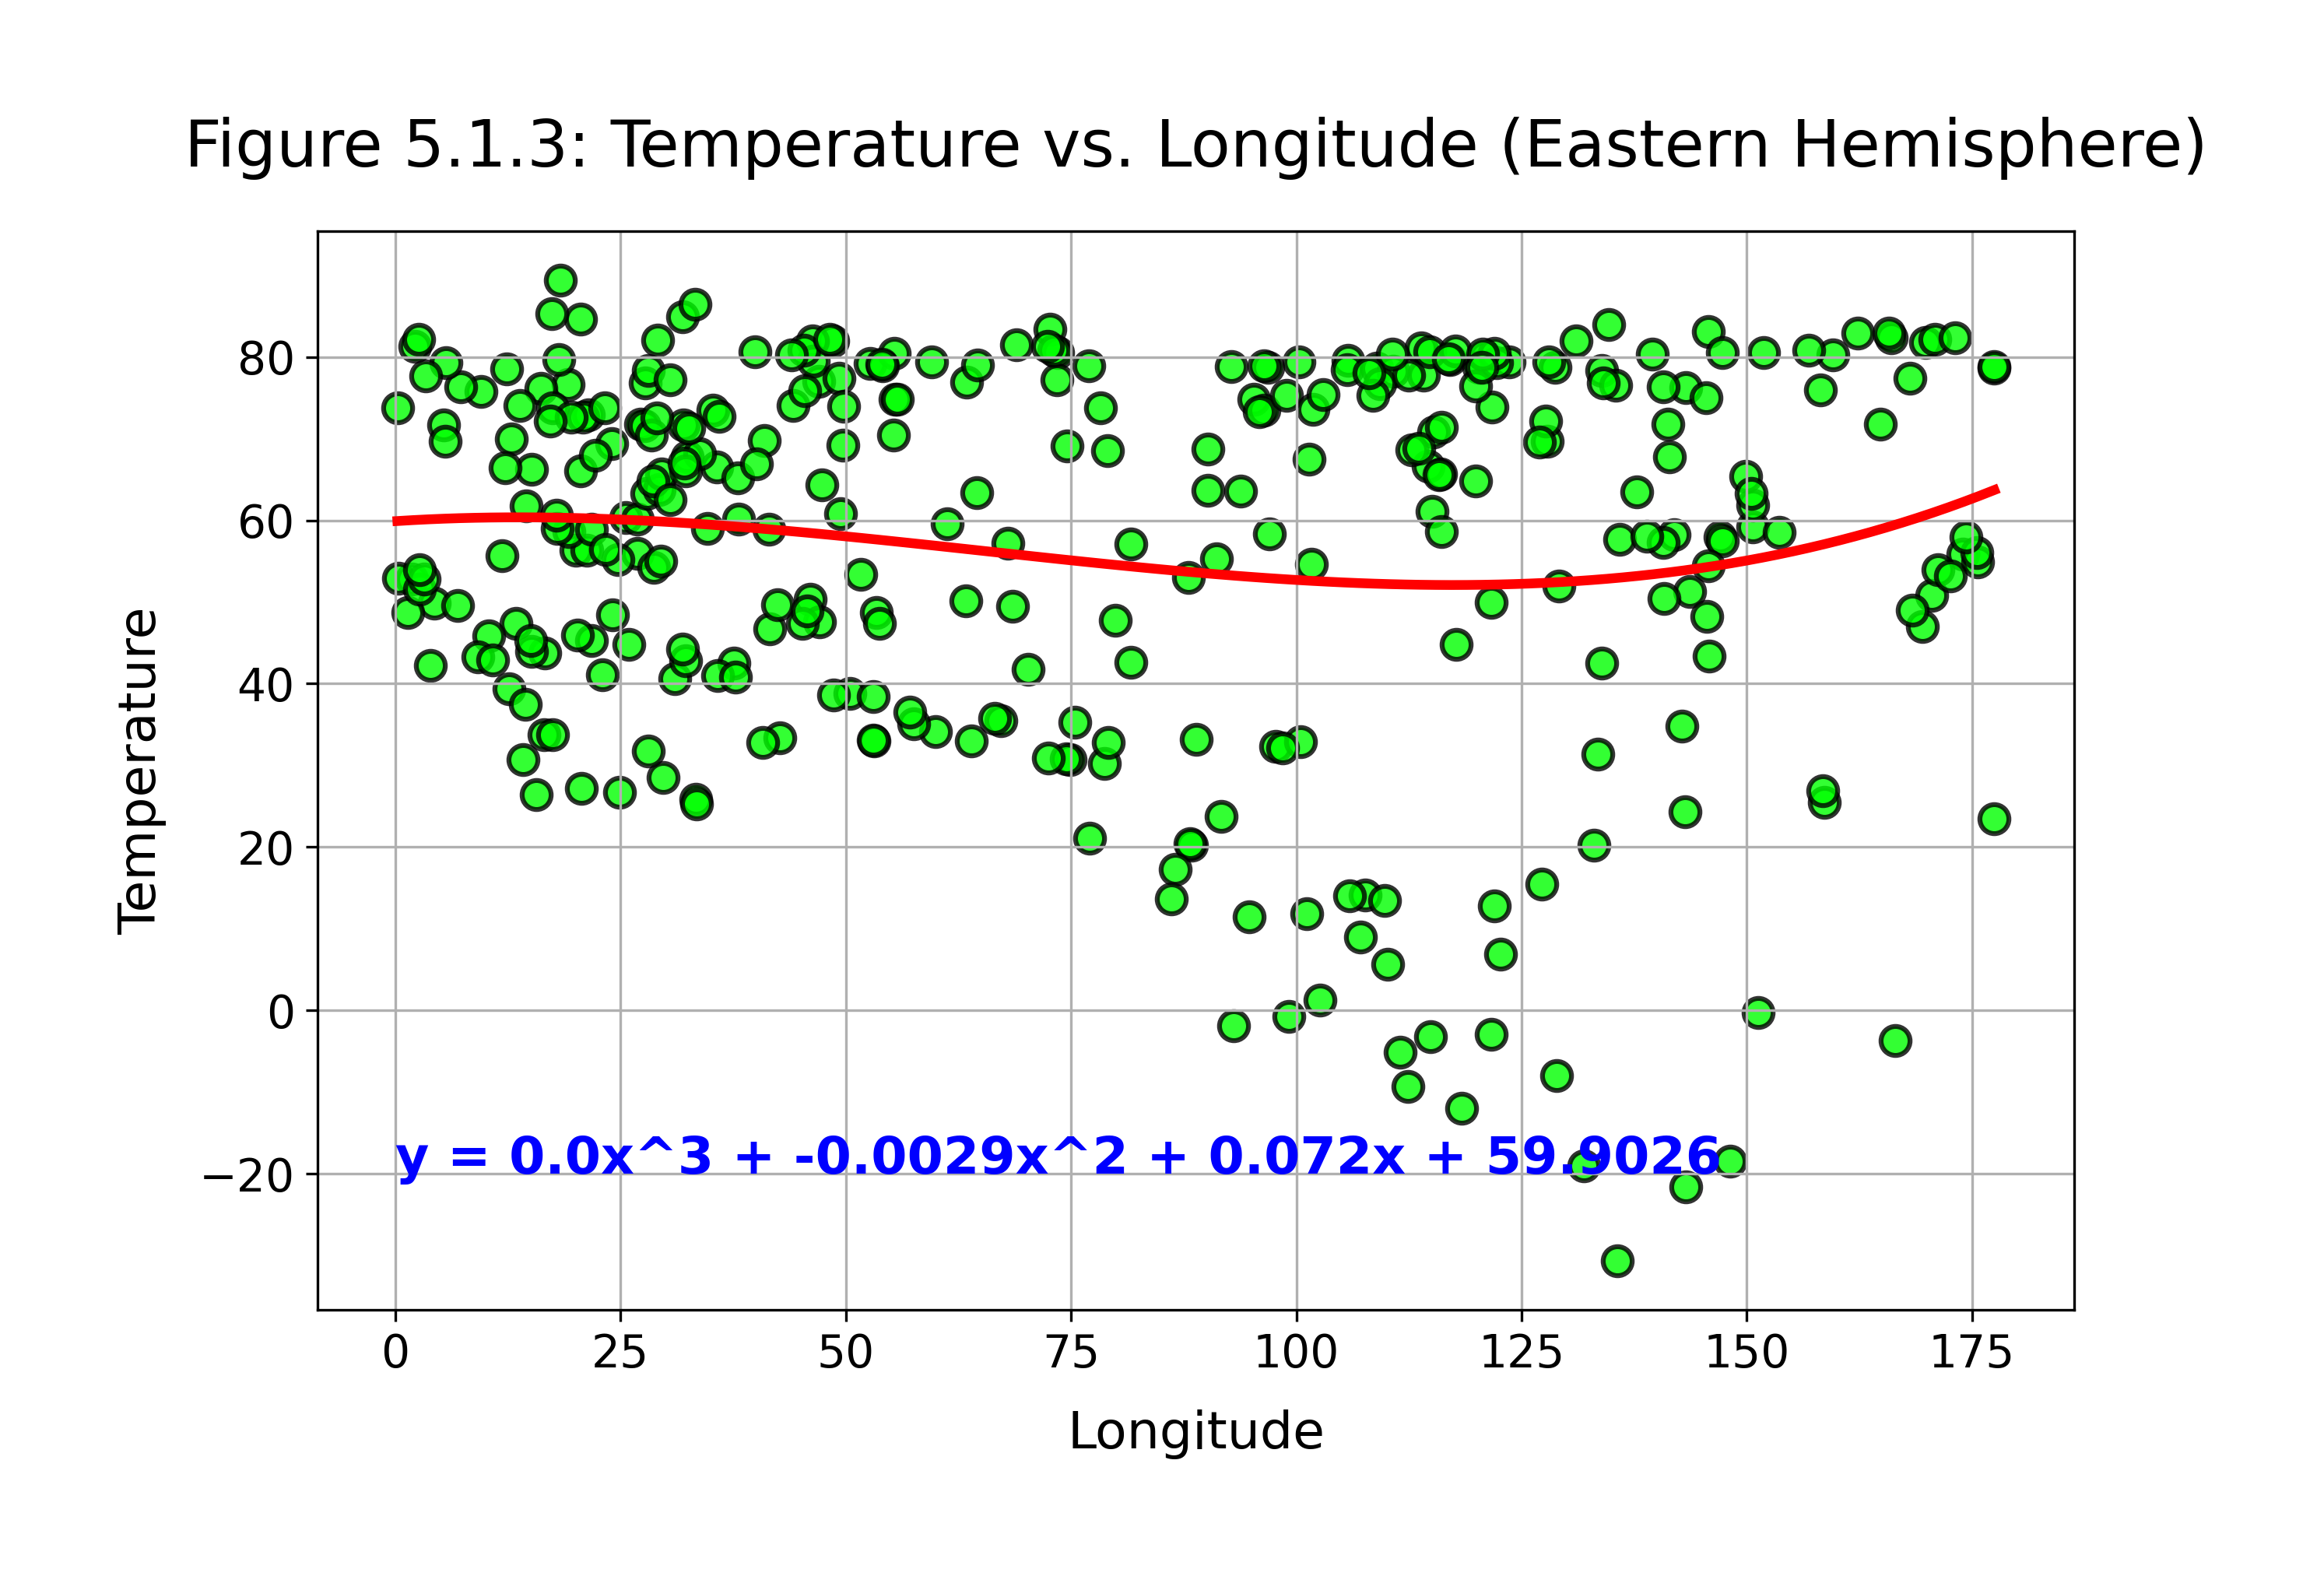 Figure 5.1.3: Temperature vs. Longitude (Eastern Hemisphere)
80
60
40
20
0
−20
Temperature
y = 0.0x^3 + -0.0029x^2 + 0.072x + 59.9026
0 25 50 75 100 125 150 175
Longitude